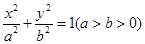 x²/a² + y²/b² = 1(a > b > 0)